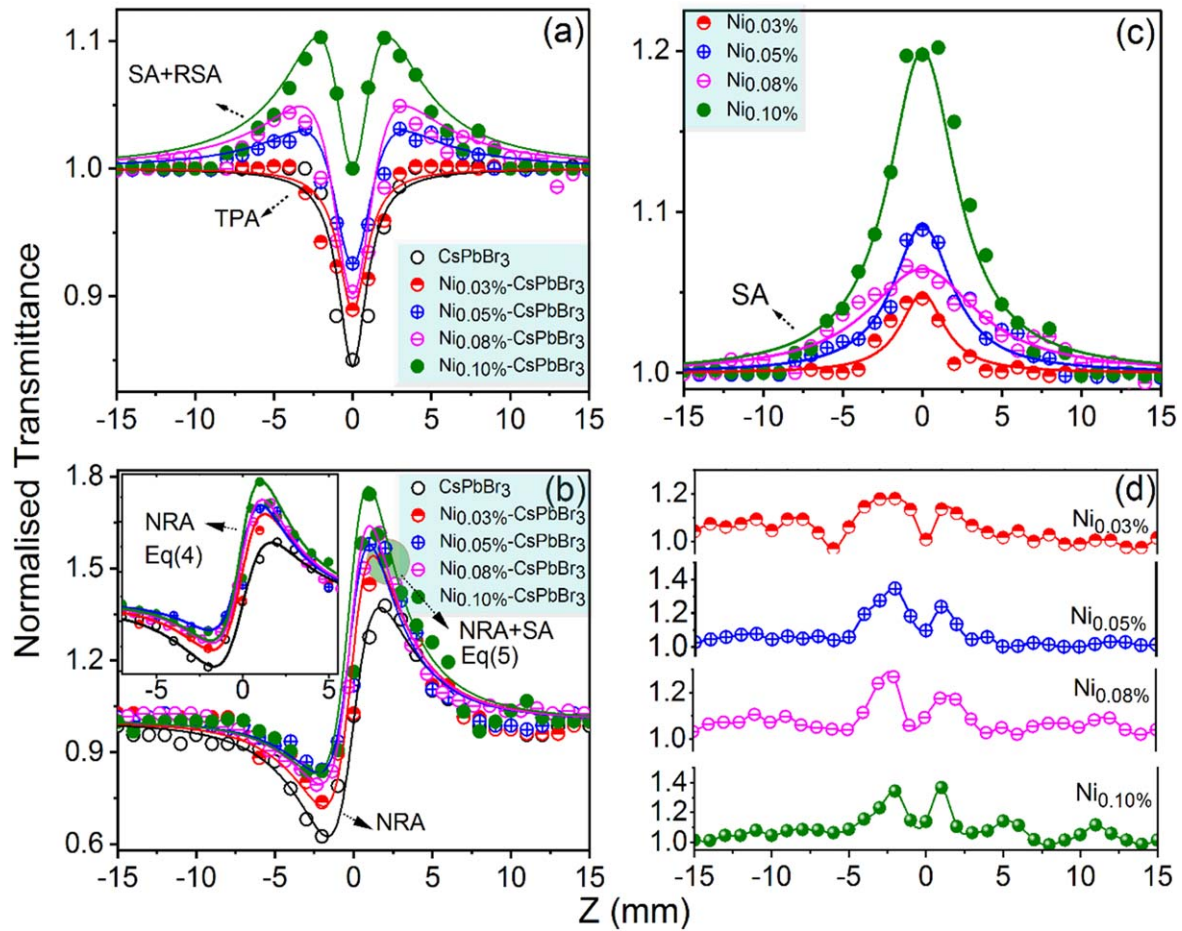 Normalised Transmittance
(a)
1.1
1.0
0.9
SA+RSA
TPA
CsPbBr3
Ni0.03%-CsPbBr3
Ni0.05%-CsPbBr3
Ni0.08%-CsPbBr3
Ni0.10%-CsPbBr3
-15 -10 -5 0 5 10 15
(c)
Ni0.03%
Ni0.05%
Ni0.08%
Ni0.10%
1.2
1.1
1.0
SA
-15 -10 -5 0 5 10 15
(b)
1.8
1.5
1.2
0.9
0.6
NRA
Eq(4)
-5 0 5
CsPbBr3
Ni0.03%-CsPbBr3
Ni0.05%-CsPbBr3
Ni0.08%-CsPbBr3
Ni0.10%-CsPbBr3
NRA+SA
Eq(5)
NRA
-15 -10 -5 0 5 10 15
(d)
1.2
1.0
Ni0.03%
1.4
1.2
1.0
Ni0.05%
1.2
1.0
Ni0.08%
1.4
1.2
1.0
Ni0.10%
-15 -10 -5 0 5 10 15
Z (mm)